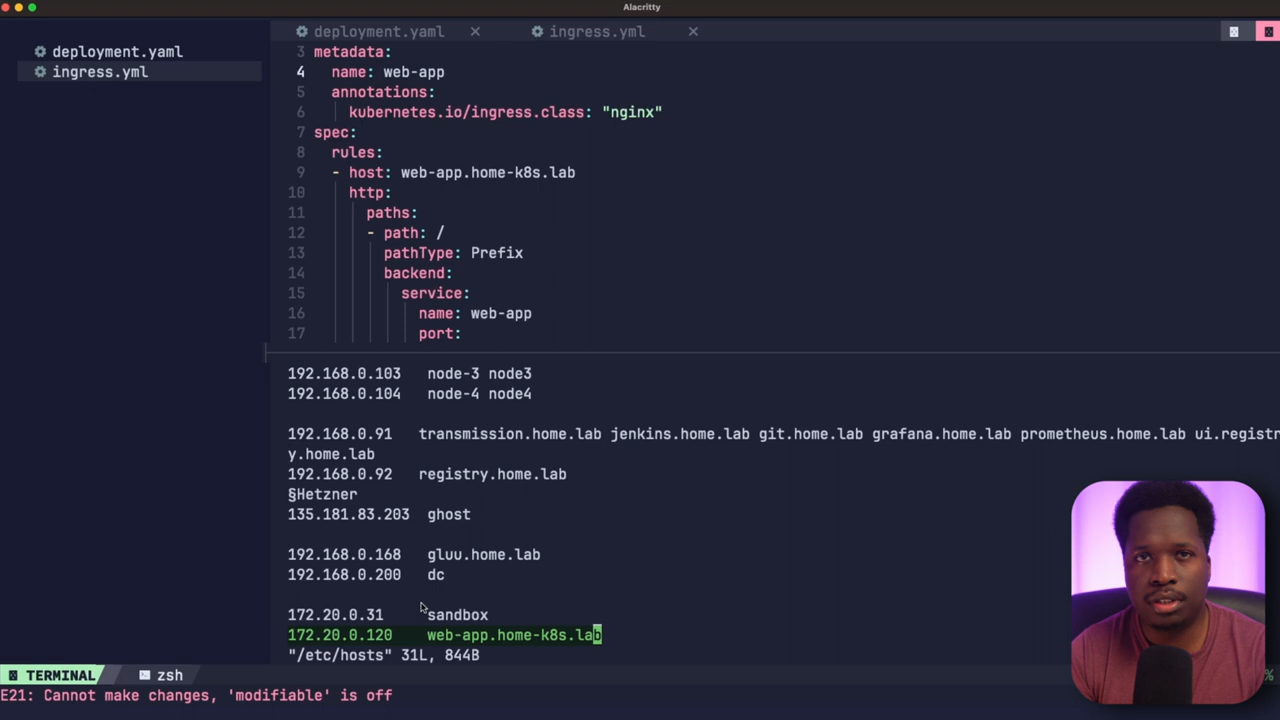 Alacritty
deployment.yaml
ingress.yml
deployment.yaml ingress.yml
3 metadata:
4 name: web-app
5 annotations:
6 kubernetes.io/ingress.class: "nginx"
7 spec:
8 rules:
9 - host: web-app.home-k8s.lab
10 http:
11 paths:
12 - path: /
13 pathType: Prefix
14 backend:
15 service:
16 name: web-app
17 port:
192.168.0.103 node-3 node3
192.168.0.104 node-4 node4
192.168.0.91 transmission.home.lab jenkins.home.lab git.home.lab grafana.home.lab prometheus.home.lab ui.registr
y.home.lab
192.168.0.92 registry.home.lab
§Hetzner
135.181.83.203 ghost
192.168.0.168 gluu.home.lab
192.168.0.200 dc
172.20.0.31 sandbox
172.20.0.120 web-app.home-k8s.lab
"/etc/hosts" 31L, 844B
TERMINAL zsh %
E21: Cannot make changes, 'modifiable' is off